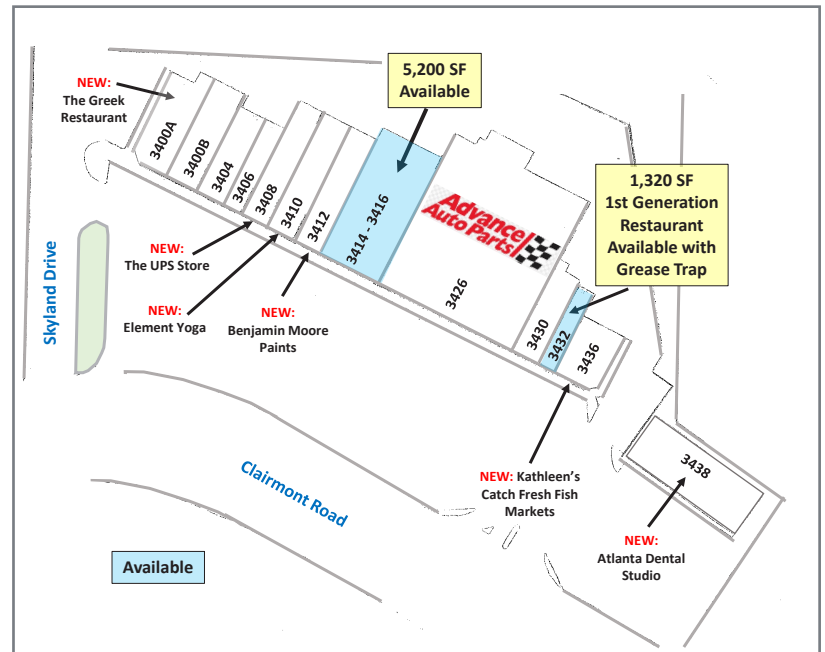 NEW:
The Greek
Restaurant
5,200 SF
Available
1,320 SF
1st Generation
Restaurant
Available with
Grease Trap
3400A
3400B
3404
3406
3408
3410
3412
3414 - 3416
Advance
Auto Parts
3426
3430
3432
3436
3438
NEW:
The UPS Store
NEW:
Element Yoga
NEW:
Benjamin Moore
Paints
NEW: Kathleen's
Catch Fresh Fish
Markets
NEW:
Atlanta Dental
Studio
Skyland Drive
Clairmont Road
Available